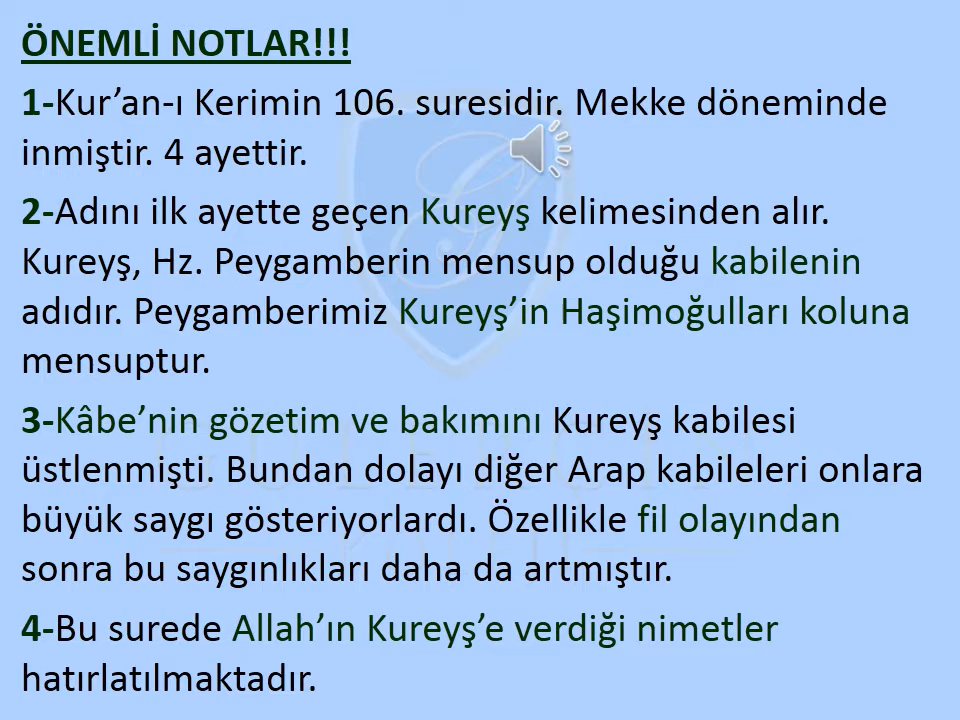 ÖNEMLİ NOTLAR!!!
1-Kur’an-ı Kerimin 106. suresidir. Mekke döneminde
inmiştir. 4 ayettir.
2-Adını ilk ayette geçen Kureyş kelimesinden alır.
Kureyş, Hz. Peygamberin mensup olduğu kabilenin
adıdır. Peygamberimiz Kureyş’in Haşimoğulları koluna
mensuptur.
3-Kâbe’nin gözetim ve bakımını Kureyş kabilesi
üstlenmişti. Bundan dolayı diğer Arap kabileleri onlara
büyük saygı gösteriyorlardı. Özellikle fil olayından
sonra bu saygınlıkları daha da artmıştır.
4-Bu surede Allah’ın Kureyş’e verdiği nimetler
hatırlatılmaktadır.